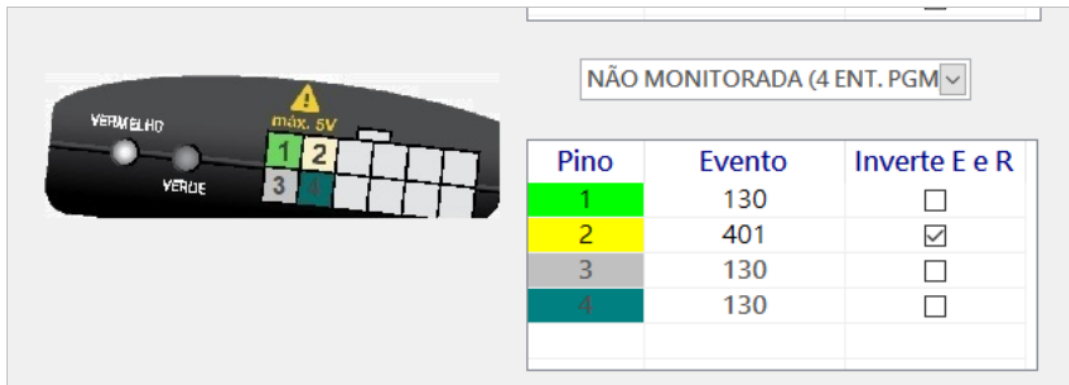 NÃO MONITORADA (4 ENT. PGM
VERMELHO
VERDE
máx. 5V
1 2
3 4
Pino Evento Inverte E e R
1 130
2 401
3 130
4 130